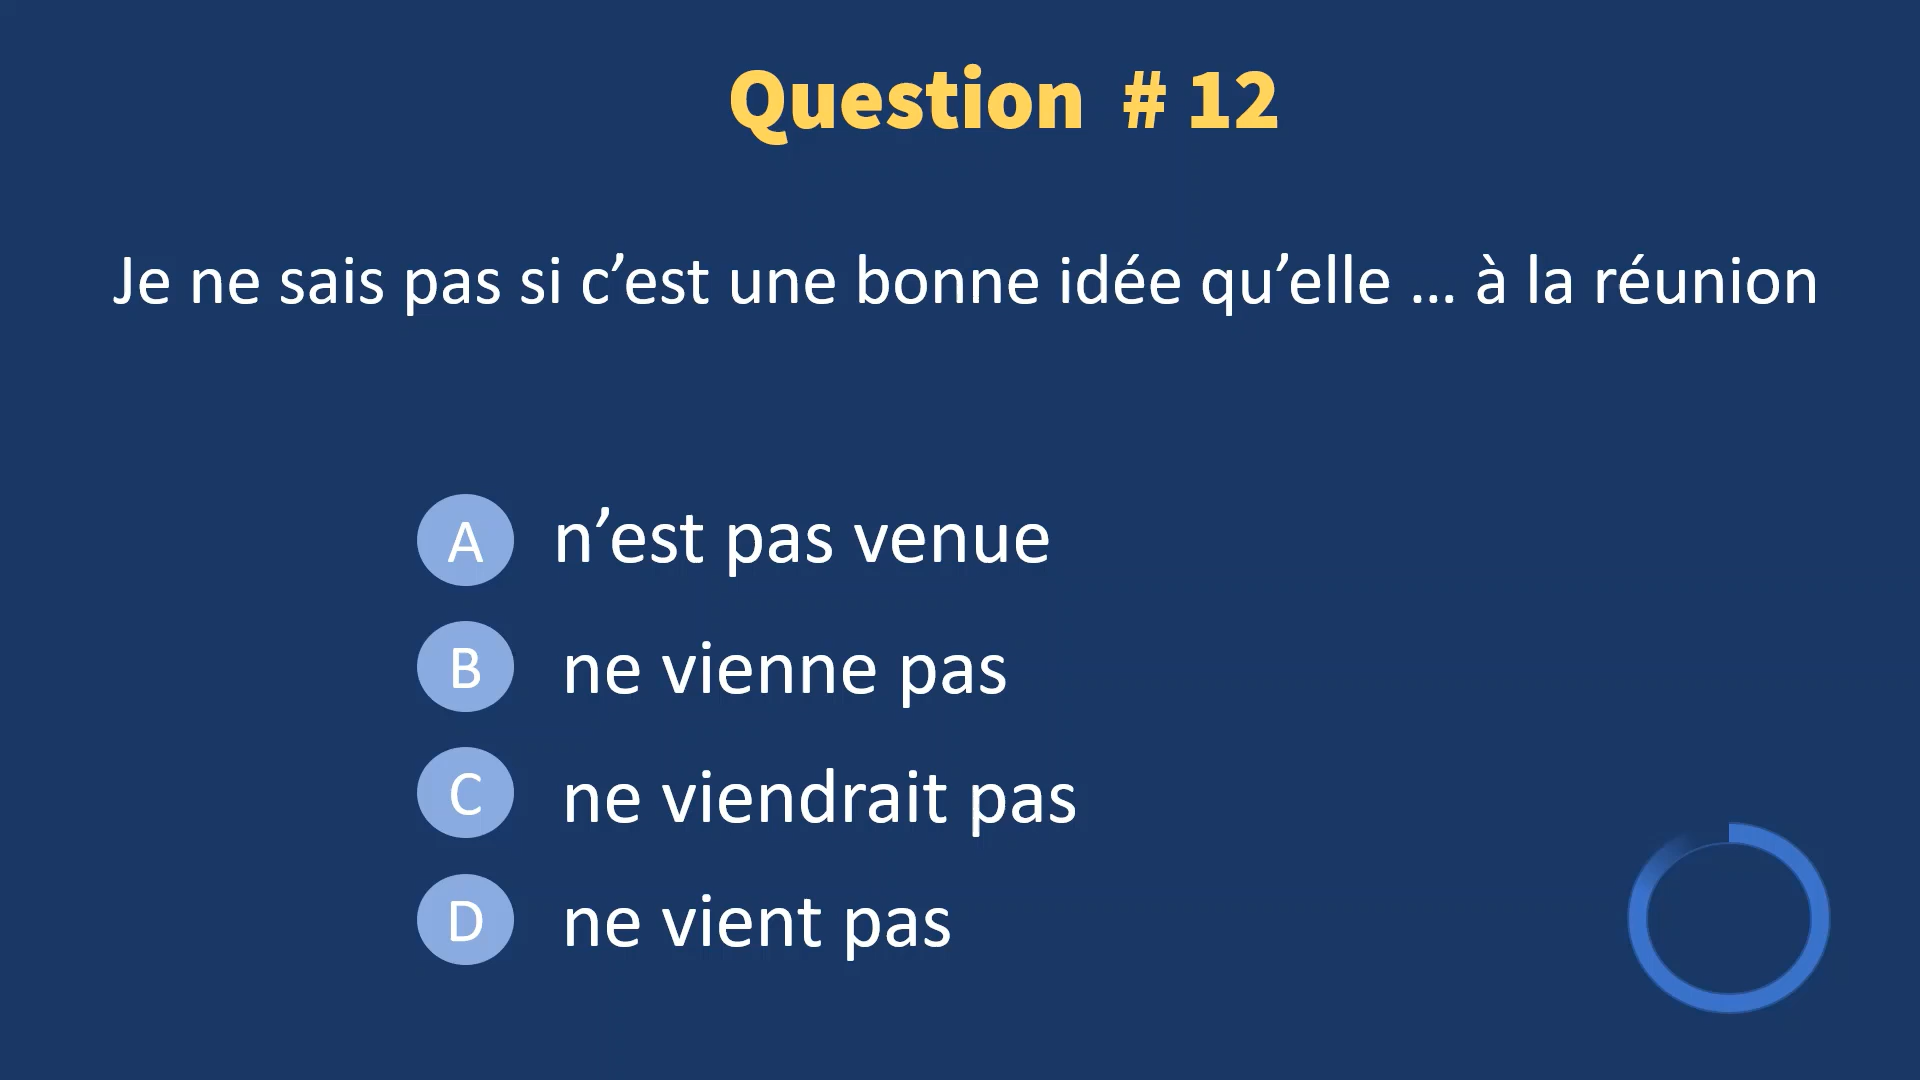 Question # 12
Je ne sais pas si c’est une bonne idée qu’elle ... à la réunion
A n’est pas venue
B ne vienne pas
C ne viendrait pas
D ne vient pas